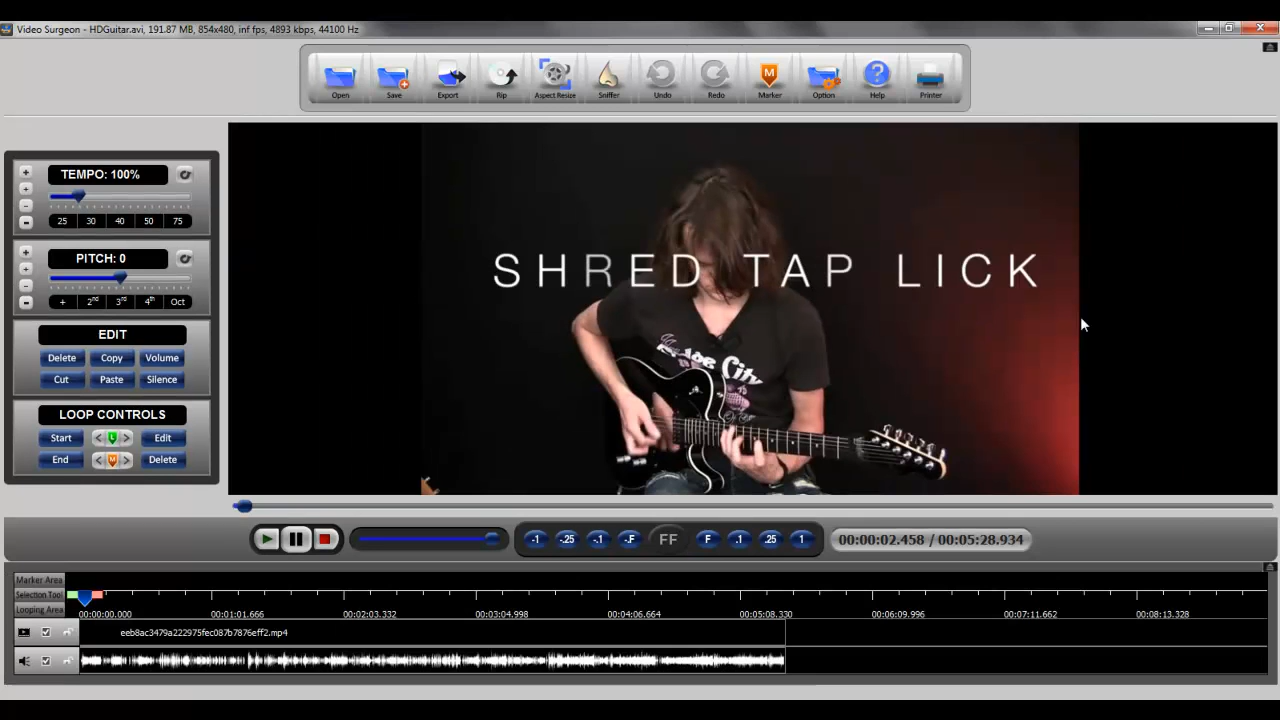 Video Surgeon - HDGuitar.avi, 191.87 MB, 854x480, inf fps, 4893 kbps, 44100 Hz
Open Save Export Rip Aspect Resize Sniffer Undo M Redo Marker Option ? Help Printer
TEMPO: 100%
25 30 40 50 75
PITCH: 0
+ 2nd 3rd 4th Oct
EDIT
Delete Copy Volume
Cut Paste Silence
LOOP CONTROLS
Start < L > Edit
End < M > Delete
SHRED TAP LICK
-1 -.25 -.1 -.F FF F .1 .25 1 00:00:02.458 / 00:05:28.934
Marker Area
Selection Tool
Looping Area 00:00:00.000 00:01:01.666 00:02:03.332 00:03:04.998 00:04:06.664 00:05:08.330 00:06:09.996 00:07:11.662 00:08:13.328
eeb8ac3479a222975fec087b7876eff2.mp4